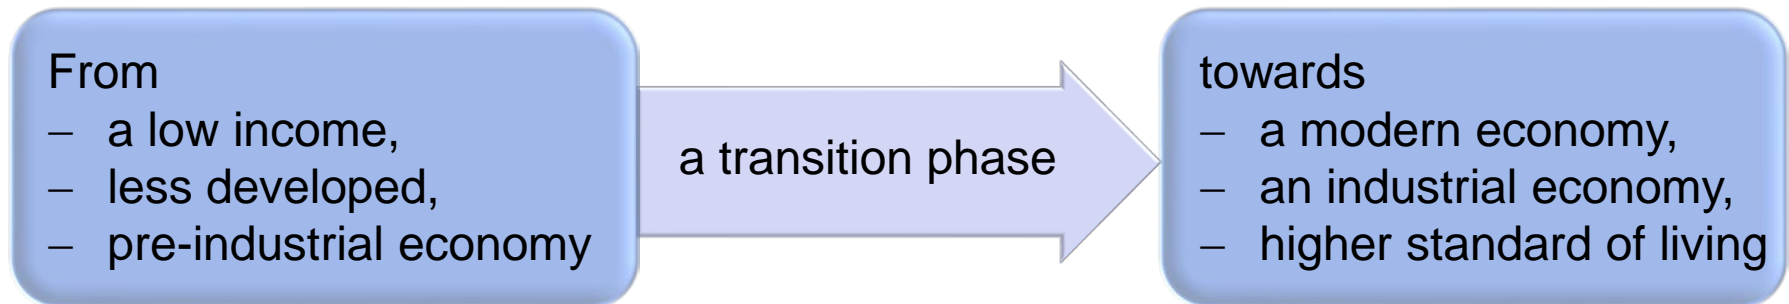 From
– a low income,
– less developed,
– pre-industrial economy
a transition phase
towards
– a modern economy,
– an industrial economy,
– higher standard of living